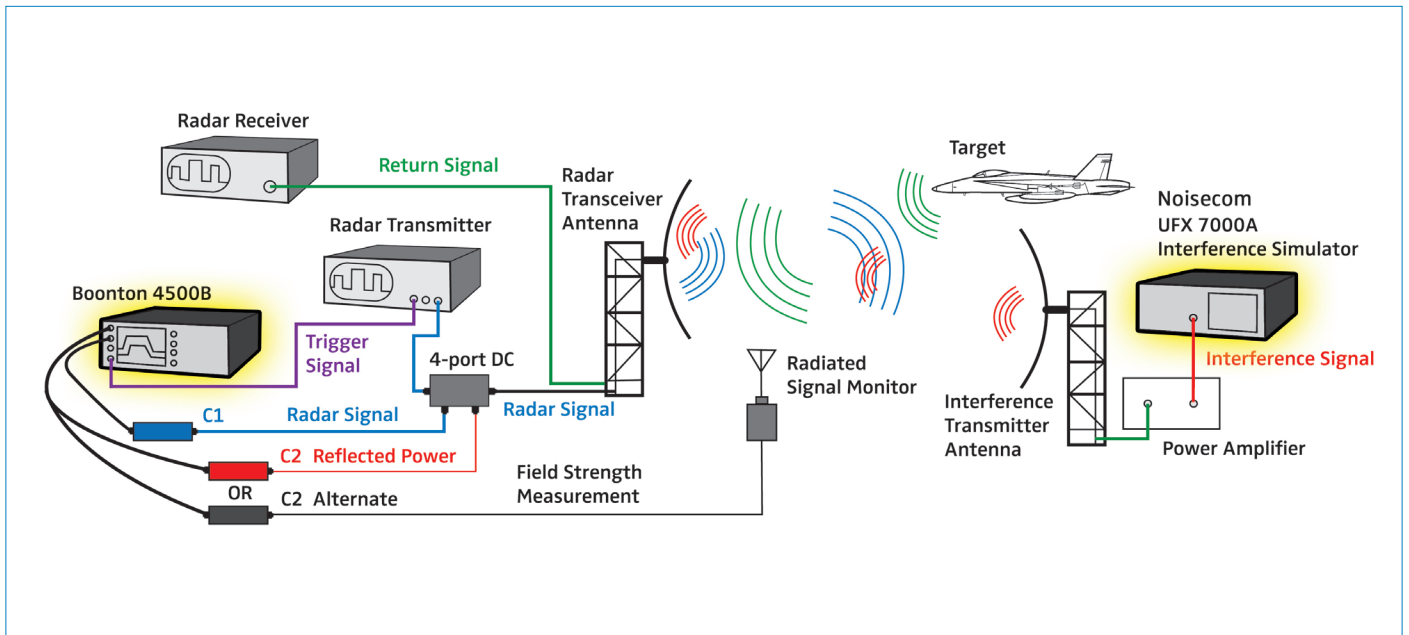 Radar Receiver
Return Signal
Radar Transmitter
Boonton 4500B
Trigger
Signal
4-port DC
C1 Radar Signal
Radar Signal
C2 Reflected Power
OR
C2 Alternate
Field Strength
Measurement
Radar
Transceiver
Antenna
Radiated
Signal Monitor
Target
Noisecom
UFX 7000A
Interference Simulator
Interference Signal
Interference
Transmitter
Antenna
Power Amplifier